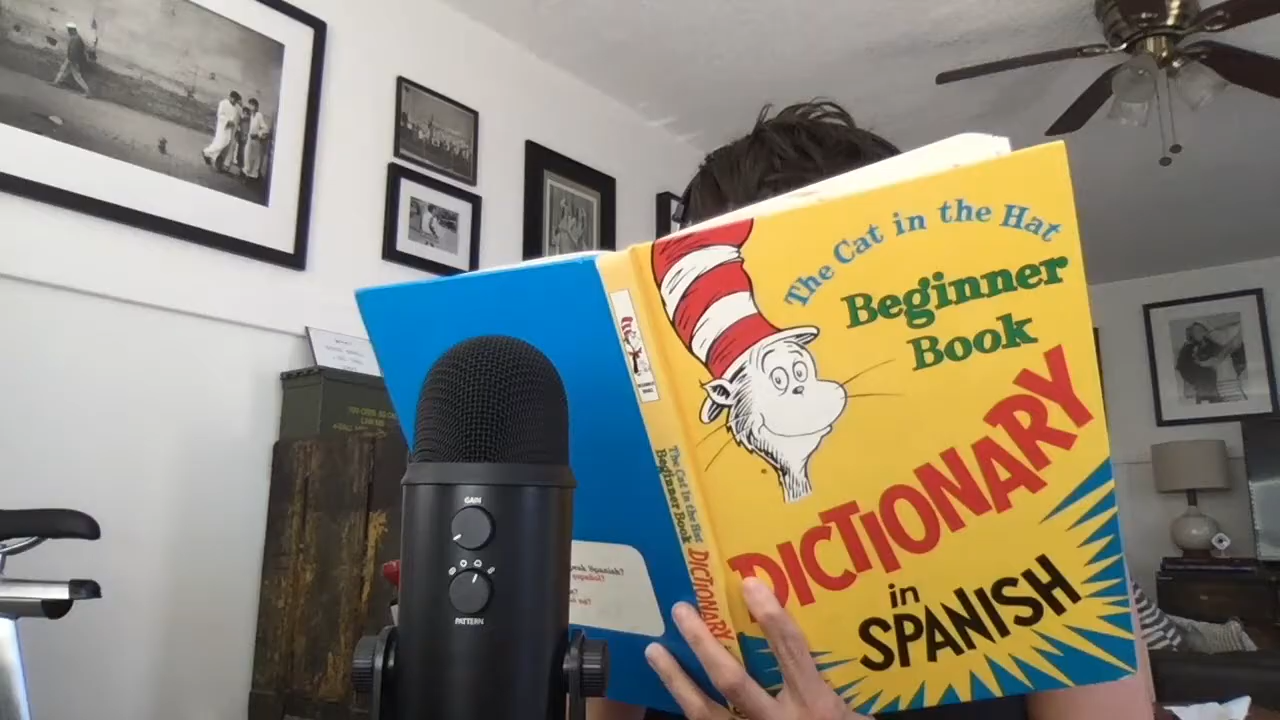 The Cat in the Hat
Beginner
Book
DICTIONARY
in
SPANISH
The Cat in the Hat
Beginner Book
DICTIONARY
GAIN
PATTERN